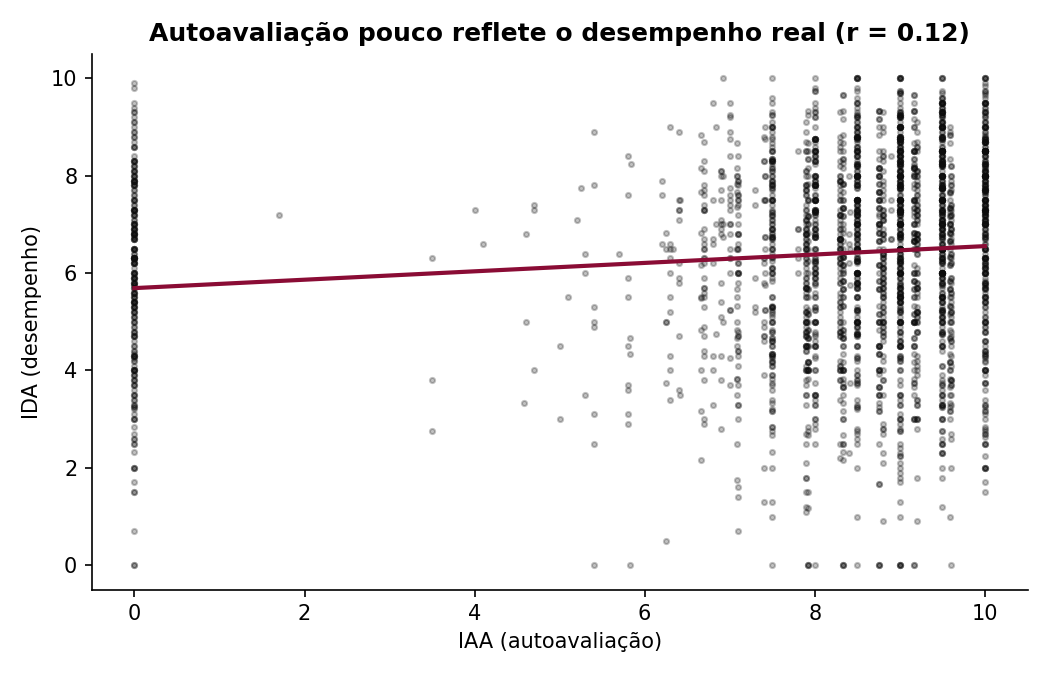 Autoavaliação pouco reflete o desempenho real (r = 0.12)
10
8
6
4
2
0
IDA (desempenho)
0 2 4 6 8 10
IAA (autoavaliação)